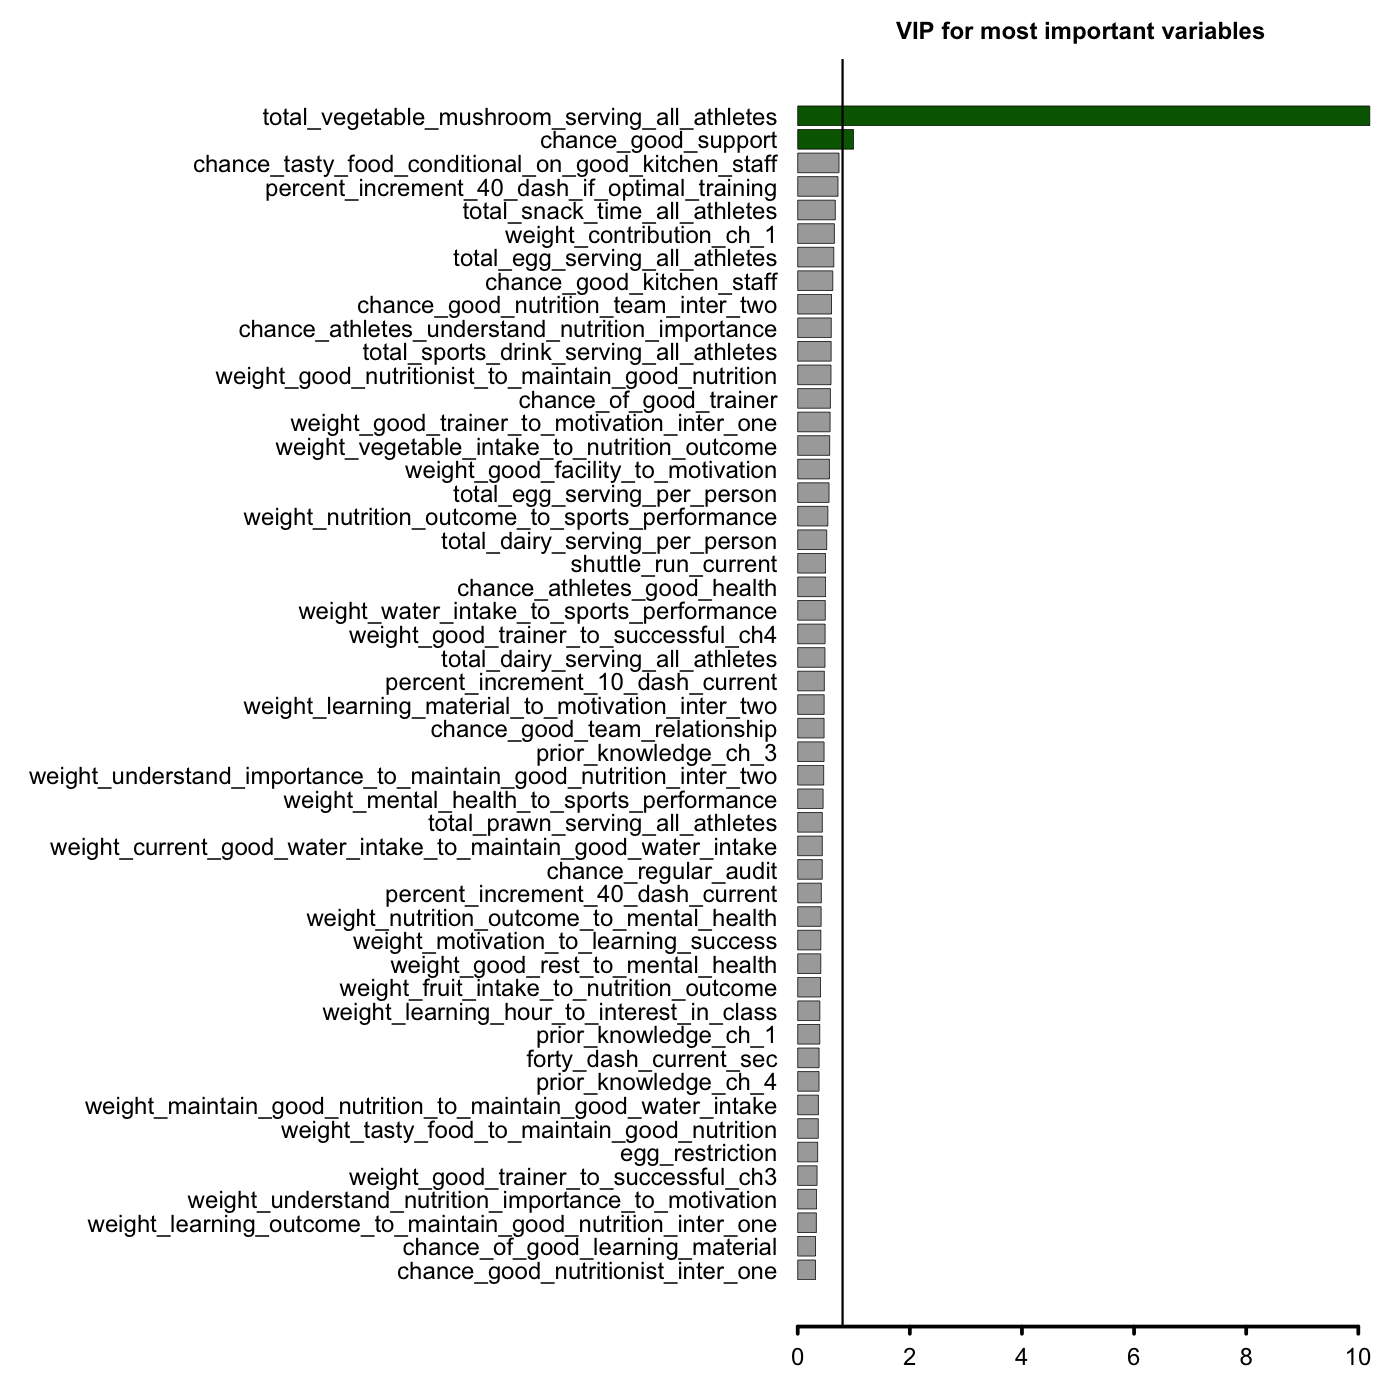 VIP for most important variables
total_vegetable_mushroom_serving_all_athletes
chance_good_support
chance_tasty_food_conditional_on_good_kitchen_staff
percent_increment_40_dash_if_optimal_training
total_snack_time_all_athletes
weight_contribution_ch_1
total_egg_serving_all_athletes
chance_good_kitchen_staff
chance_good_nutrition_team_inter_two
chance_athletes_understand_nutrition_importance
total_sports_drink_serving_all_athletes
weight_good_nutritionist_to_maintain_good_nutrition
chance_of_good_trainer
weight_good_trainer_to_motivation_inter_one
weight_vegetable_intake_to_nutrition_outcome
weight_good_facility_to_motivation
total_egg_serving_per_person
weight_nutrition_outcome_to_sports_performance
total_dairy_serving_per_person
shuttle_run_current
chance_athletes_good_health
weight_water_intake_to_sports_performance
weight_good_trainer_to_successful_ch4
total_dairy_serving_all_athletes
percent_increment_10_dash_current
weight_learning_material_to_motivation_inter_two
chance_good_team_relationship
prior_knowledge_ch_3
weight_understand_importance_to_maintain_good_nutrition_inter_two
weight_mental_health_to_sports_performance
total_prawn_serving_all_athletes
weight_current_good_water_intake_to_maintain_good_water_intake
chance_regular_audit
percent_increment_40_dash_current
weight_nutrition_outcome_to_mental_health
weight_motivation_to_learning_success
weight_good_rest_to_mental_health
weight_fruit_intake_to_nutrition_outcome
weight_learning_hour_to_interest_in_class
prior_knowledge_ch_1
forty_dash_current_sec
prior_knowledge_ch_4
weight_maintain_good_nutrition_to_maintain_good_water_intake
weight_tasty_food_to_maintain_good_nutrition
egg_restriction
weight_good_trainer_to_successful_ch3
weight_understand_nutrition_importance_to_motivation
weight_learning_outcome_to_maintain_good_nutrition_inter_one
chance_of_good_learning_material
chance_good_nutritionist_inter_one
0 2 4 6 8 10